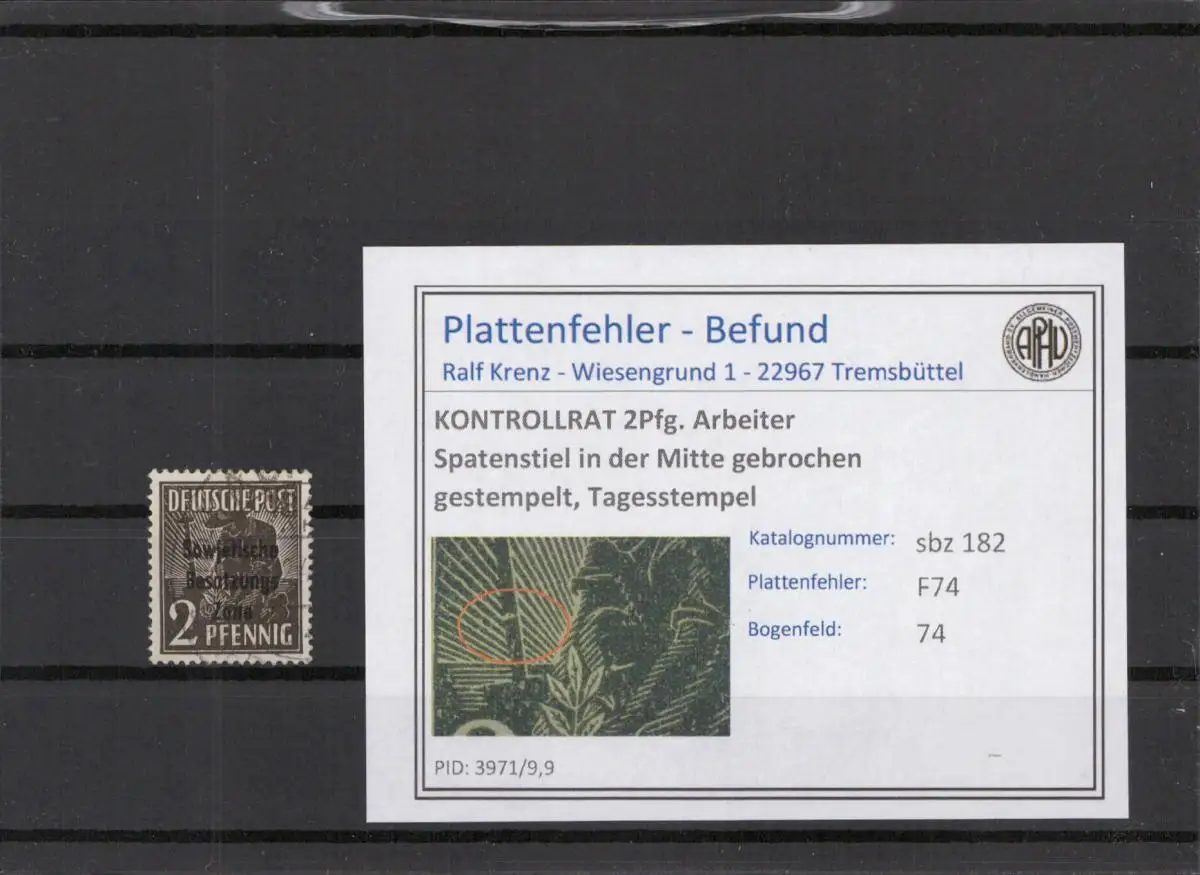 DEUTSCHE POST
Sowjetische
Besatzungs
Zone
2 PFENNIG
Plattenfehler - Befund
Ralf Krenz - Wiesengrund 1 - 22967 Tremsbüttel
APHV
KONTROLLRAT 2Pfg. Arbeiter
Spatenstiel in der Mitte gebrochen
gestempelt, Tagesstempel
Katalognummer: sbz 182
Plattenfehler: F74
Bogenfeld: 74
PID: 3971/9,9